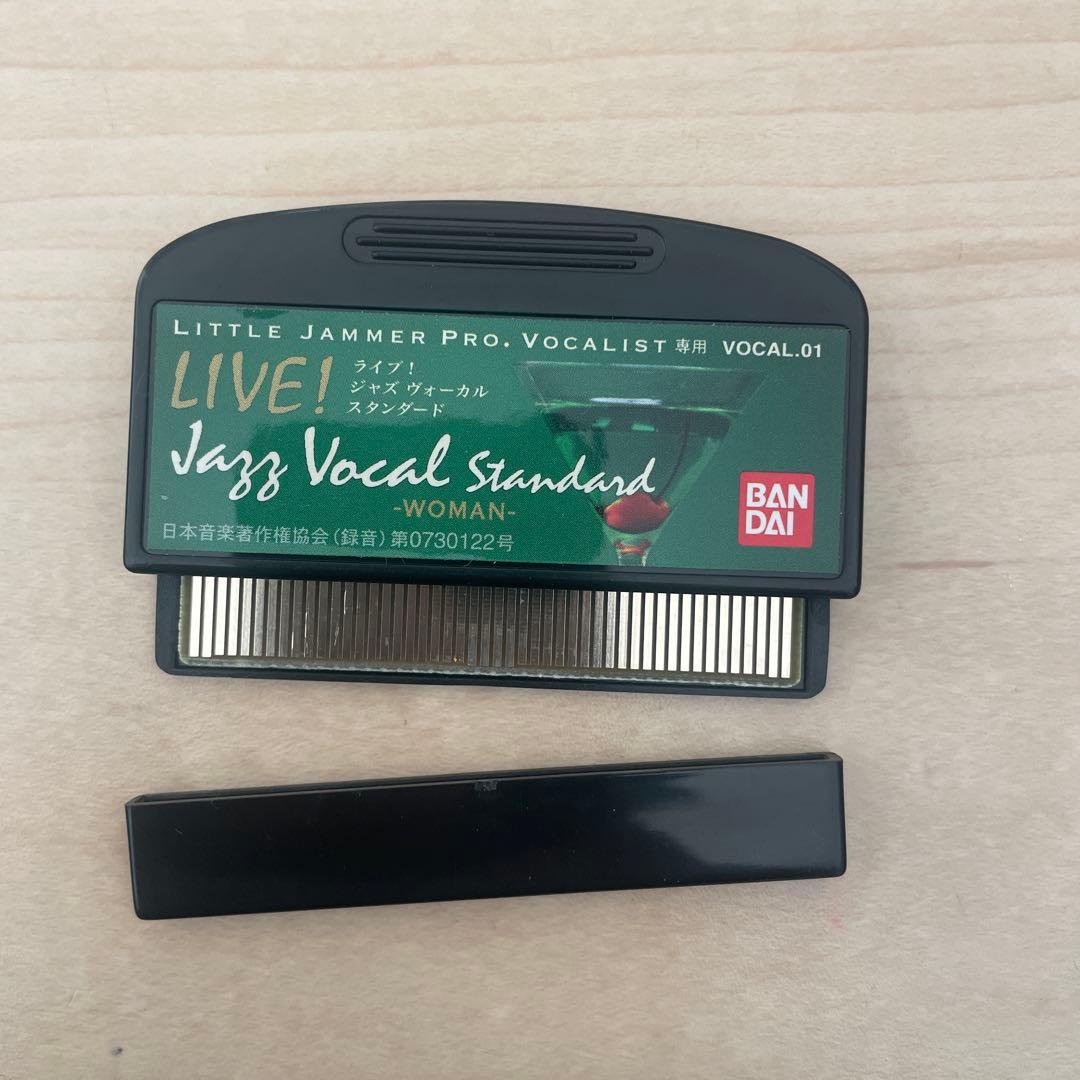 LITTLE JAMMER PRO. VOCALIST 専用 VOCAL.01
LIVE!
ライブ!
ジャズ ヴォーカル
スタンダード
Jazz Vocal Standard
-WOMAN-
日本音楽著作権協会(録音)第0730122号
BAN
DAI